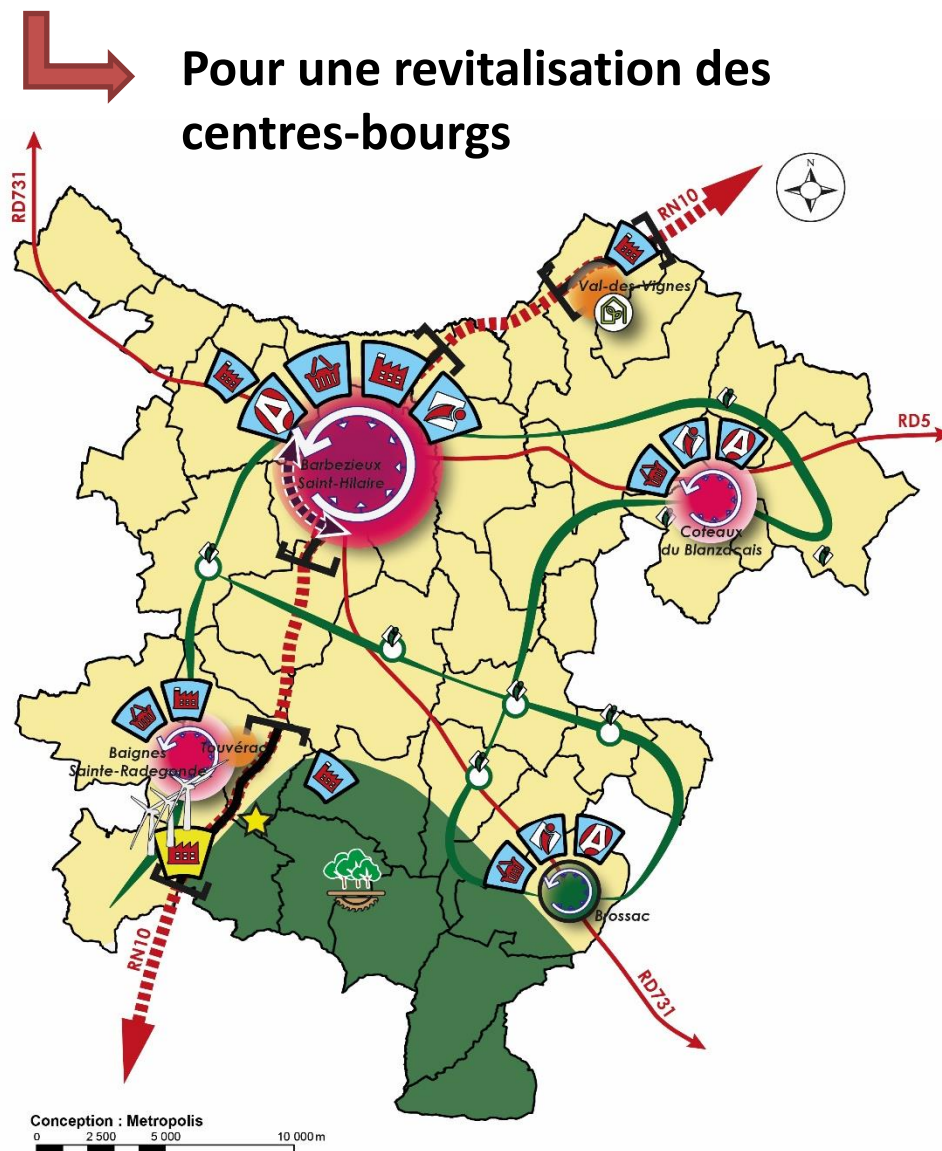 Pour une revitalisation des
centres-bourgs
RD731
RN10
N
Val-des-Vignes
RD5
Barbezieux
Saint-Hilaire
Coteaux
du Blanzacais
Touvérac
Baignes
Sainte-Radegonde
Brossac
RN10
RD731
Conception : Metropolis
0 2 500 5 000 10 000 m